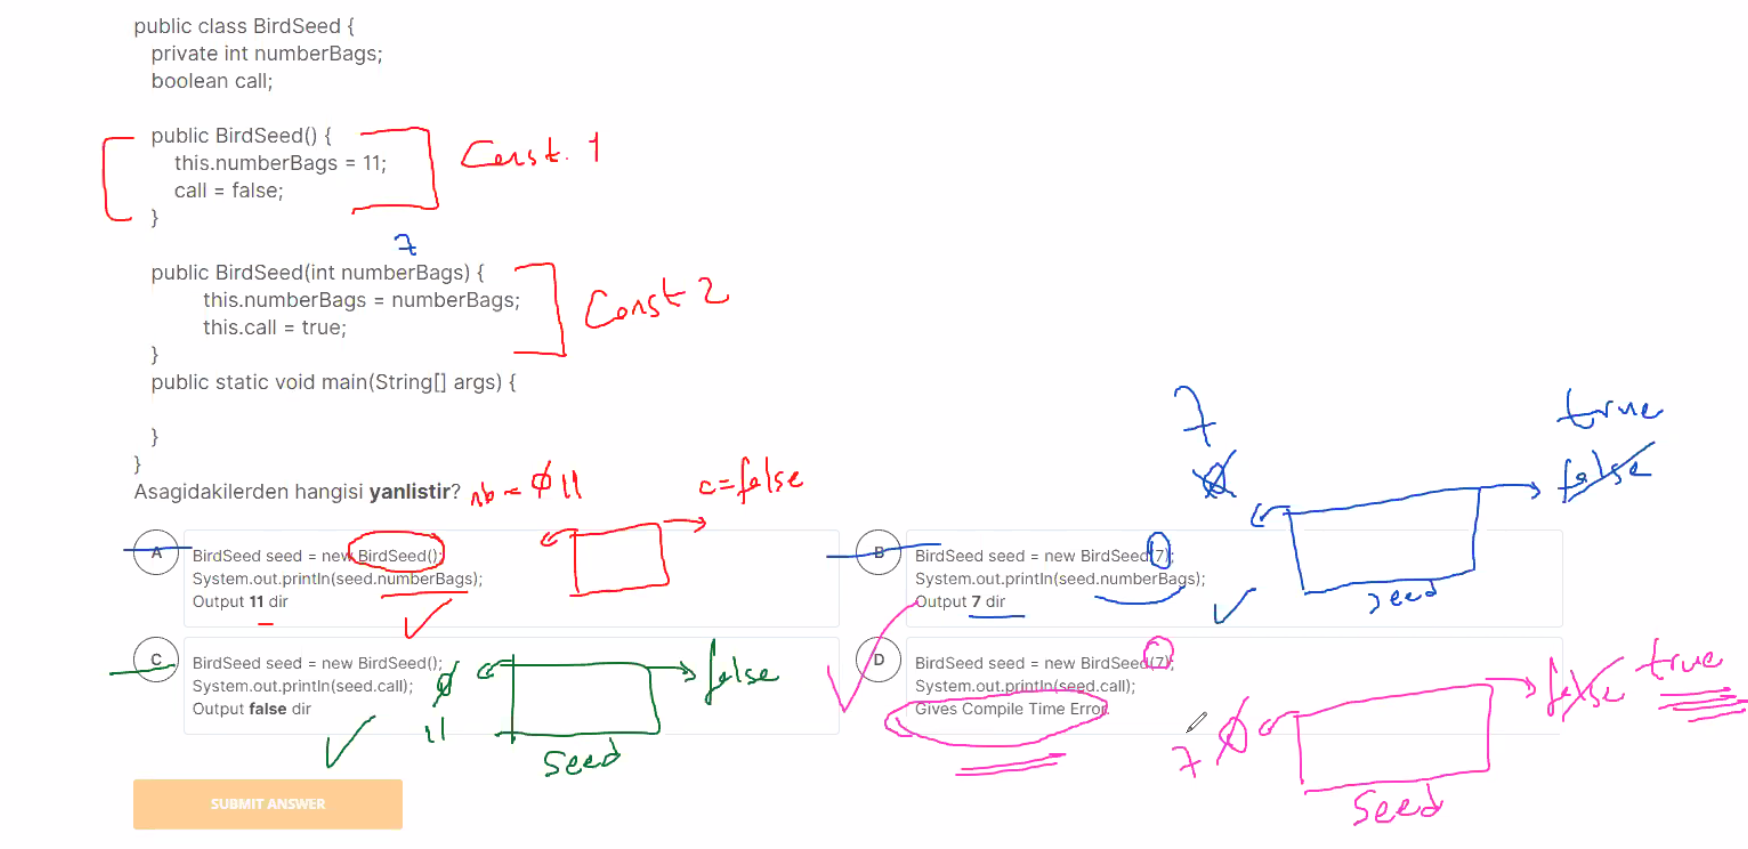 public class BirdSeed {
private int numberBags;
boolean call;
public BirdSeed() {
this.numberBags = 11;
call = false;
}
Const. 1
7
public BirdSeed(int numberBags) {
this.numberBags = numberBags;
this.call = true;
}
Const 2
public static void main(String[] args) {
}
}
Asagidakilerden hangisi yanlistir?
nb = 0 11
c=false
7
0
true
false
seed
A
BirdSeed seed = new BirdSeed();
System.out.println(seed.numberBags);
Output 11 dir
B
BirdSeed seed = new BirdSeed(7);
System.out.println(seed.numberBags);
Output 7 dir
C
BirdSeed seed = new BirdSeed();
System.out.println(seed.call);
Output false dir
0
11
false
seed
D
BirdSeed seed = new BirdSeed(7);
System.out.println(seed.call);
Gives Compile Time Error.
7 0
false true
seed
SUBMIT ANSWER